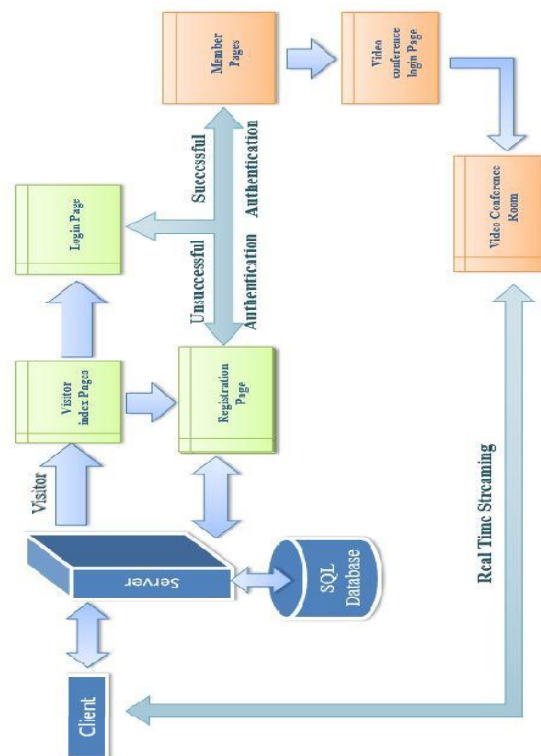 Client
Server
SQL
Database
Visitor
Visitor
index Pages
Login Page
Registration
Page
Unsuccessful
Authentication
Successful
Authentication
Member
Pages
Video
conference
login Page
Video Conference
Room
Real Time Streaming